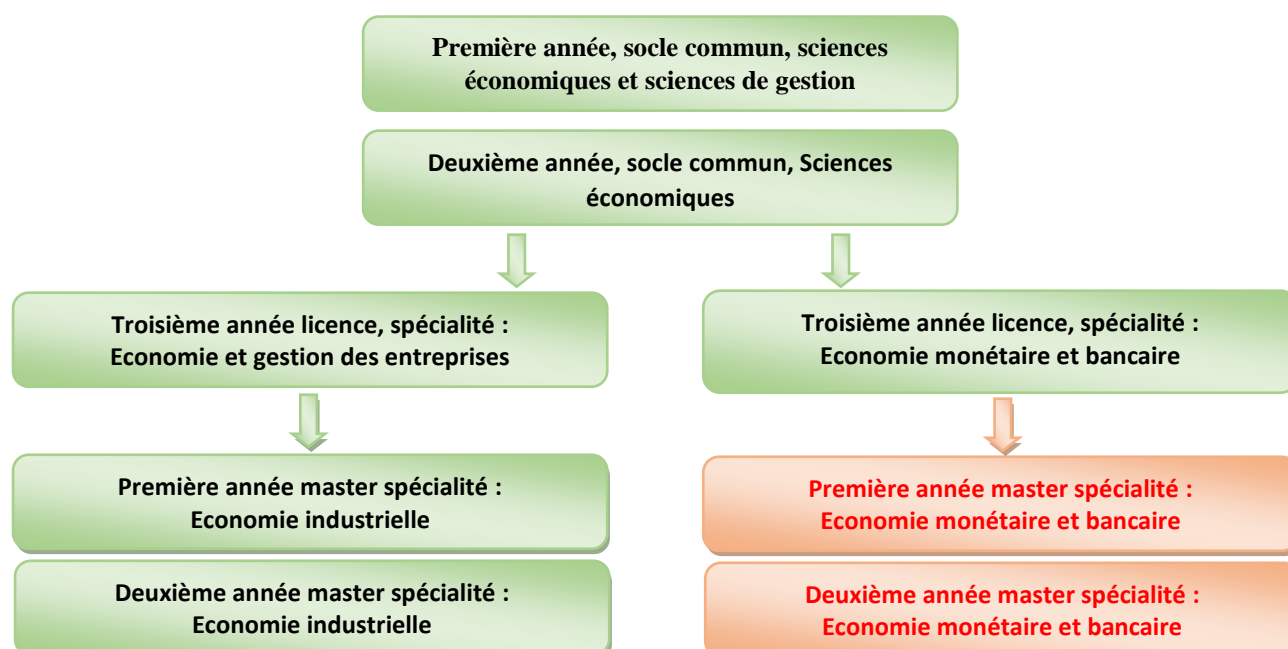 Première année, socle commun, sciences
économiques et sciences de gestion
Deuxième année, socle commun, Sciences
économiques
Troisième année licence, spécialité :
Economie et gestion des entreprises
Troisième année licence, spécialité :
Economie monétaire et bancaire
Première année master spécialité :
Economie industrielle
Première année master spécialité :
Economie monétaire et bancaire
Deuxième année master spécialité :
Economie industrielle
Deuxième année master spécialité :
Economie monétaire et bancaire